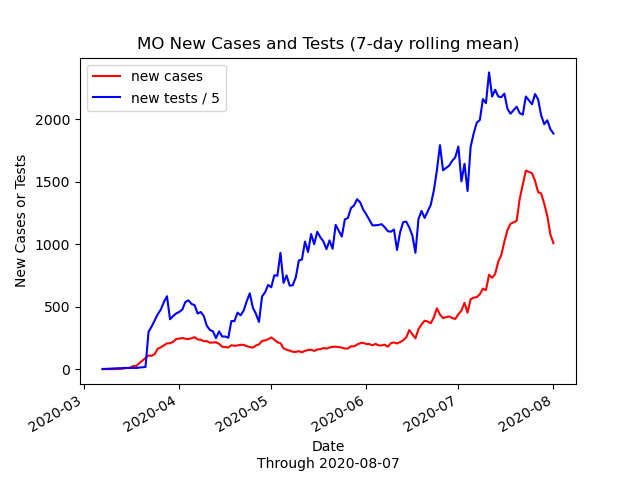 MO New Cases and Tests (7-day rolling mean)
new cases
new tests / 5
New Cases or Tests
2000
1500
1000
500
0
2020-03
2020-04
2020-05
2020-06
2020-07
2020-08
Date
Through 2020-08-07